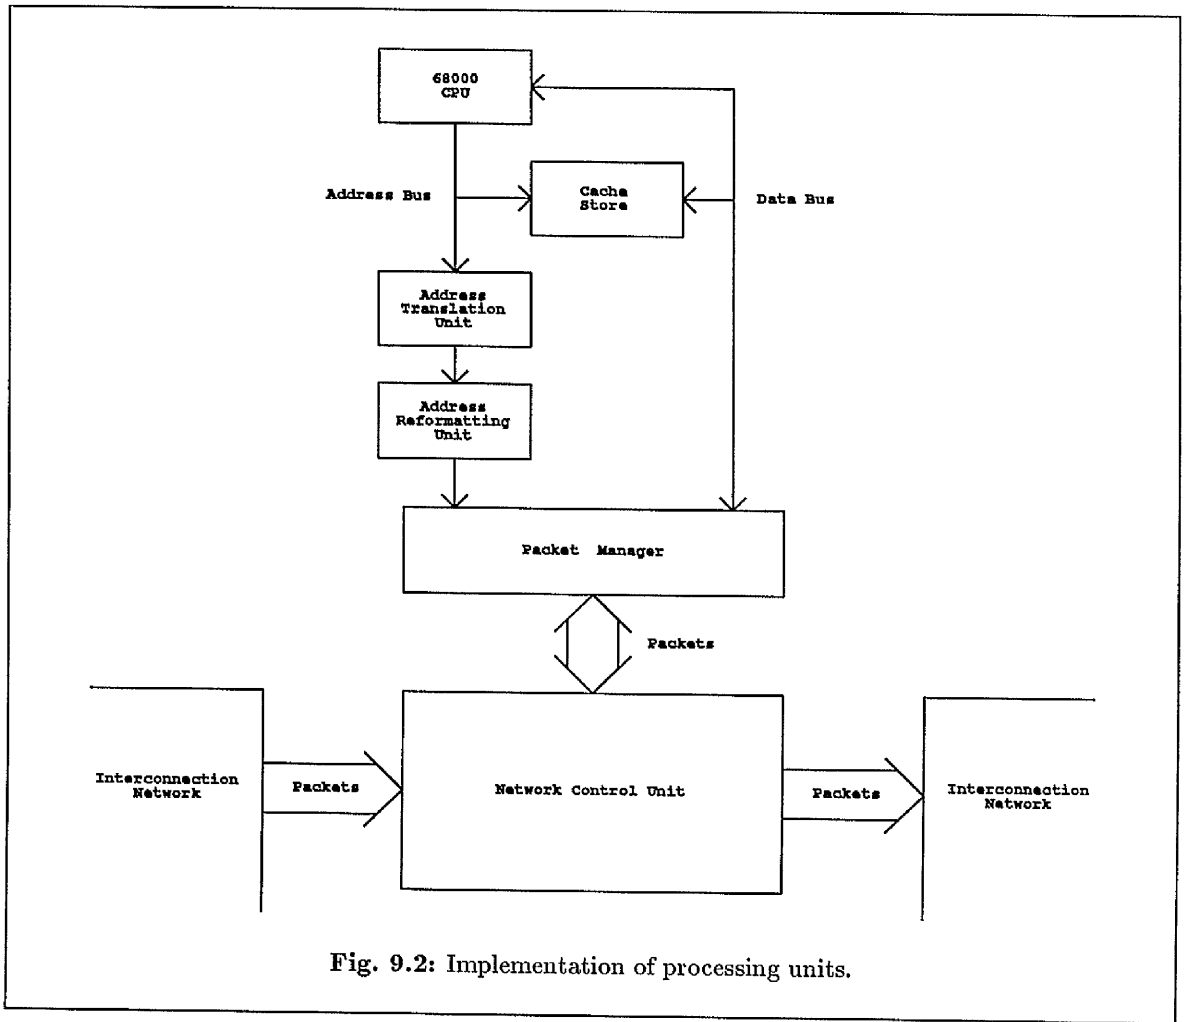 68000
CPU
Address Bus
Cache
Store
Data Bus
Address
Translation
Unit
Address
Reformatting
Unit
Packet Manager
Packets
Interconnection
Network
Packets
Network Control Unit
Packets
Interconnection
Network
Fig. 9.2: Implementation of processing units.